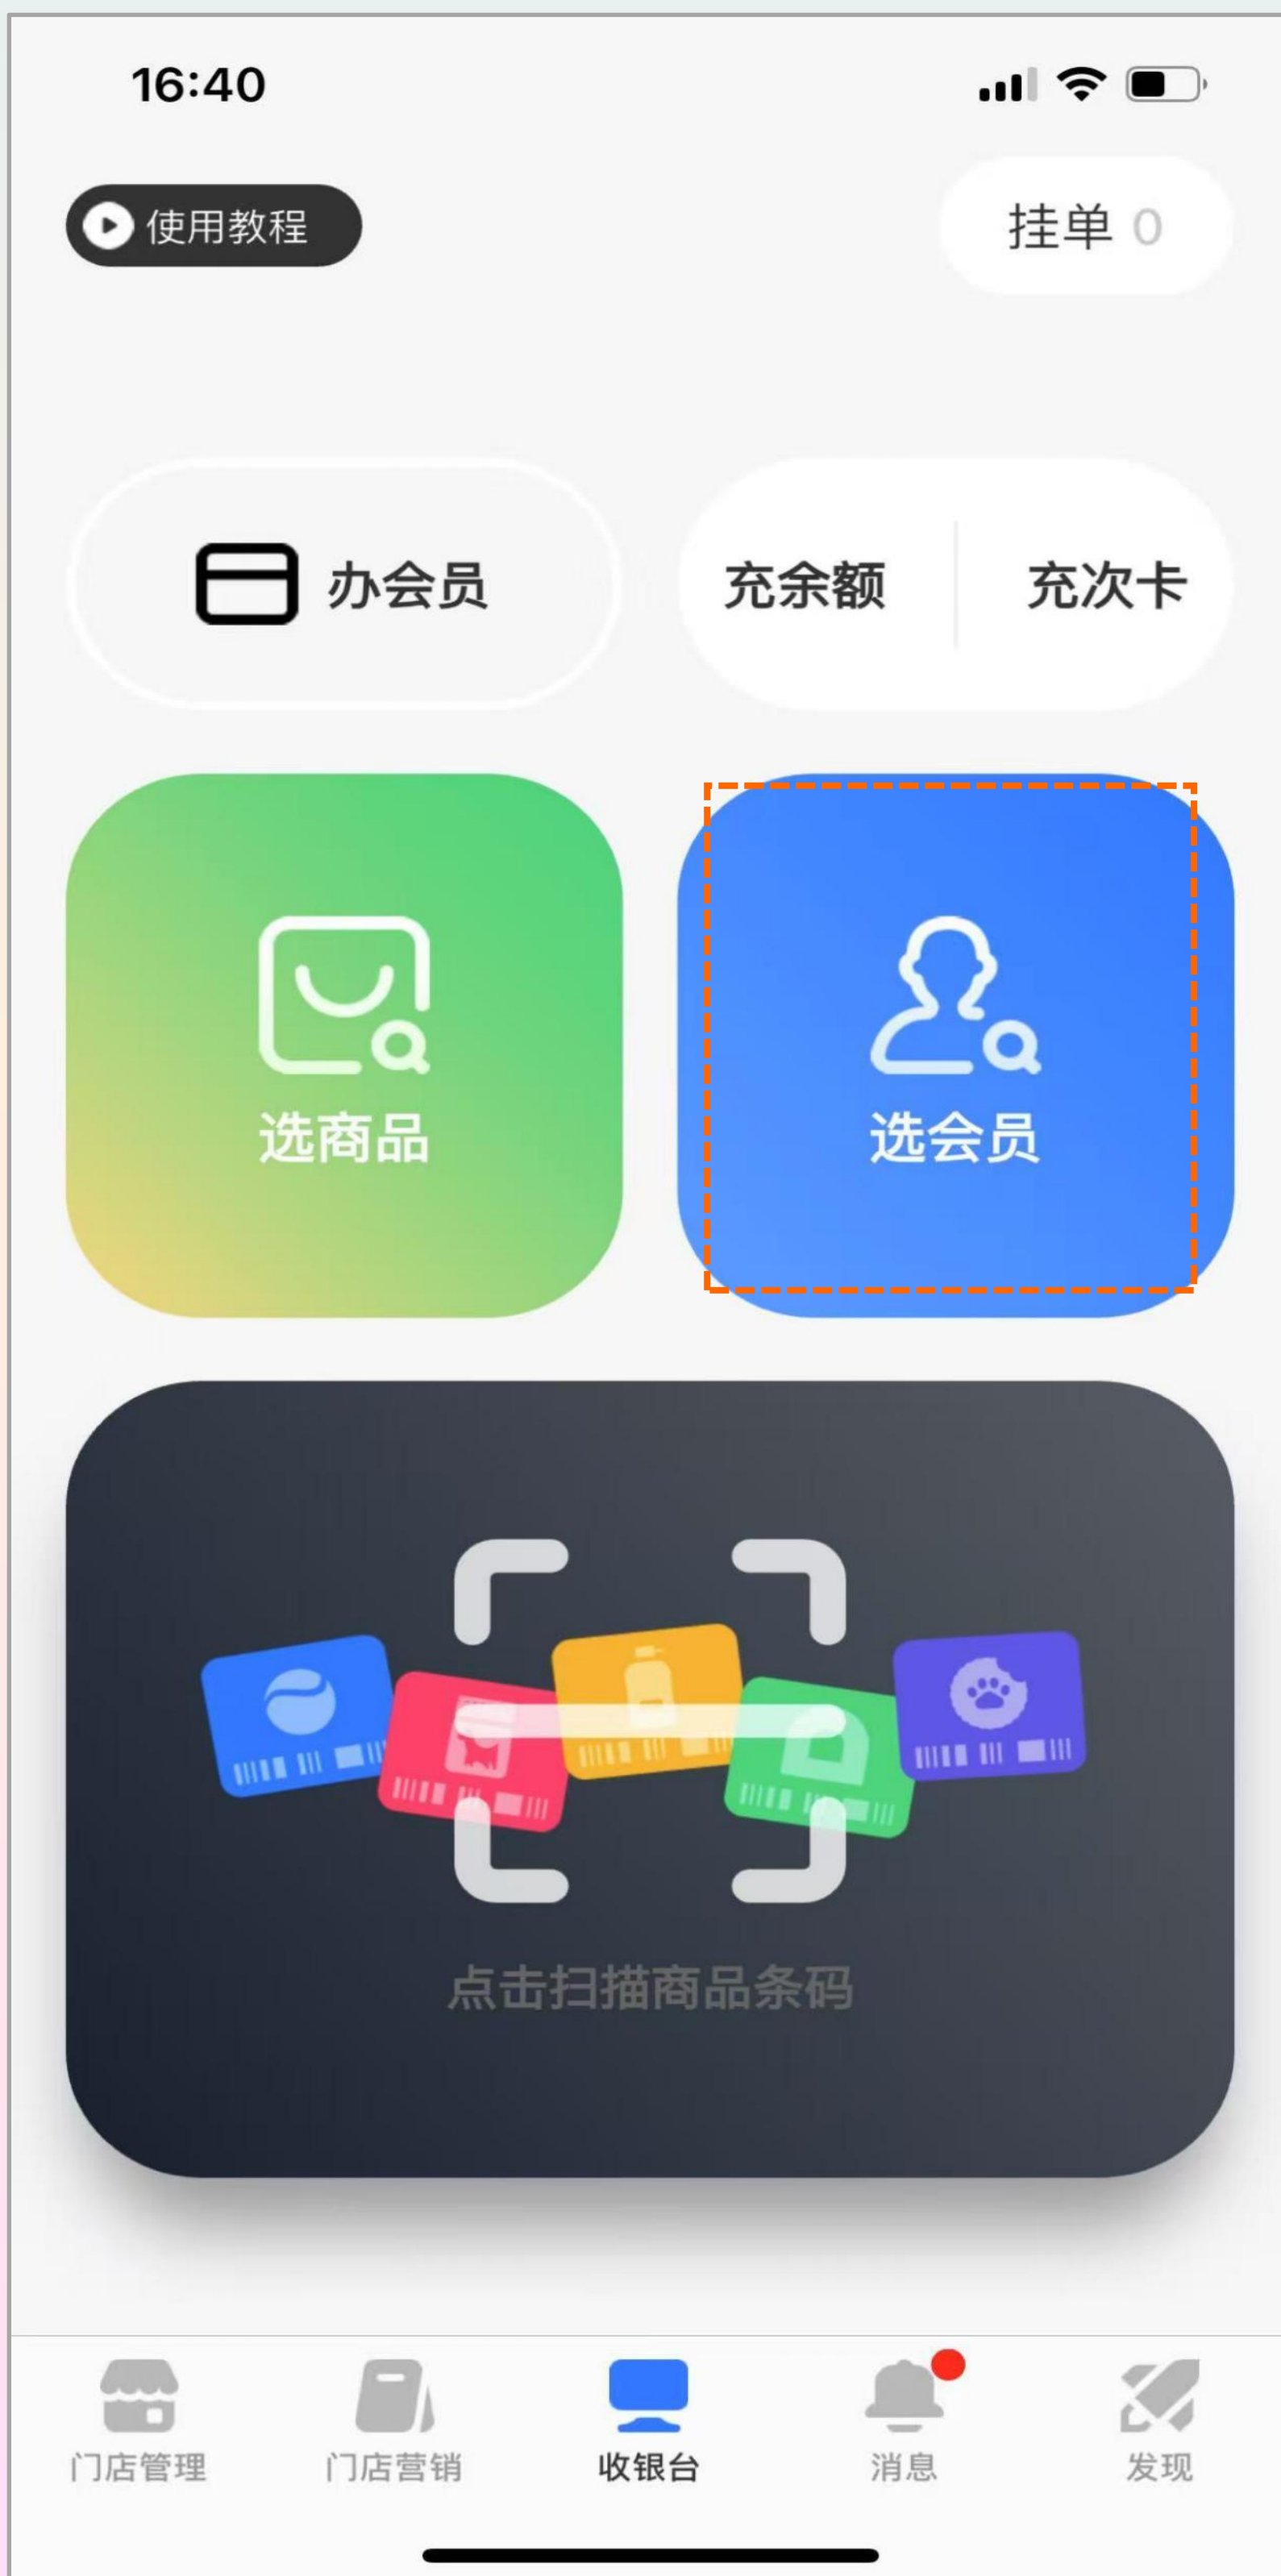 16:40
使用教程
挂单 0
办会员
充余额
充次卡
选商品
选会员
点击扫描商品条码
门店管理
门店营销
收银台
消息
发现